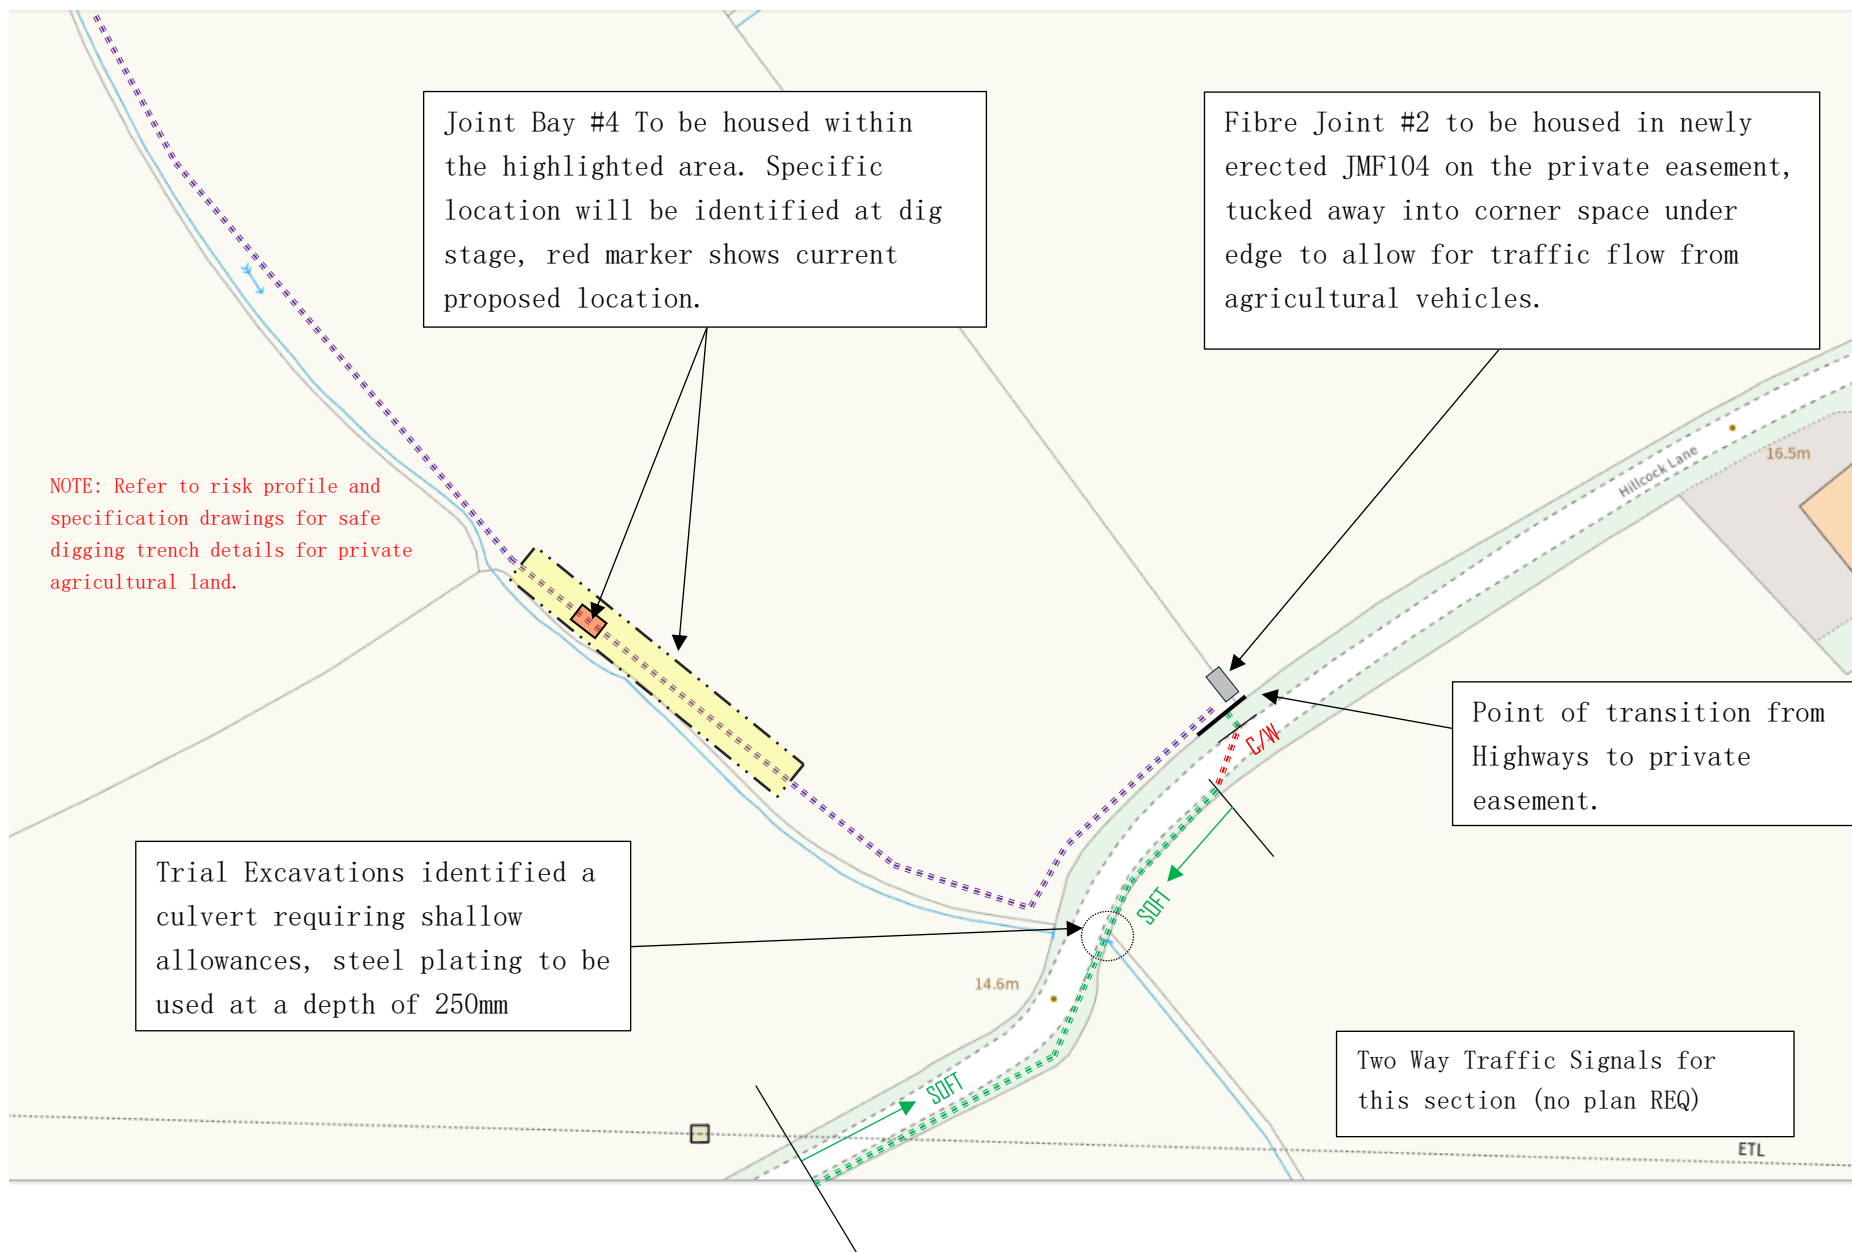 Joint Bay #4 To be housed within
the highlighted area. Specific
location will be identified at dig
stage, red marker shows current
proposed location.
Fibre Joint #2 to be housed in newly
erected JMF104 on the private easement,
tucked away into corner space under
edge to allow for traffic flow from
agricultural vehicles.
Hillcock Lane
16.5m
NOTE: Refer to risk profile and
specification drawings for safe
digging trench details for private
agricultural land.
Point of transition from
Highways to private
easement.
C/W
SOFT
Trial Excavations identified a
culvert requiring shallow
allowances, steel plating to be
used at a depth of 250mm
14.6m
SOFT
Two Way Traffic Signals for
this section (no plan REQ)
ETL